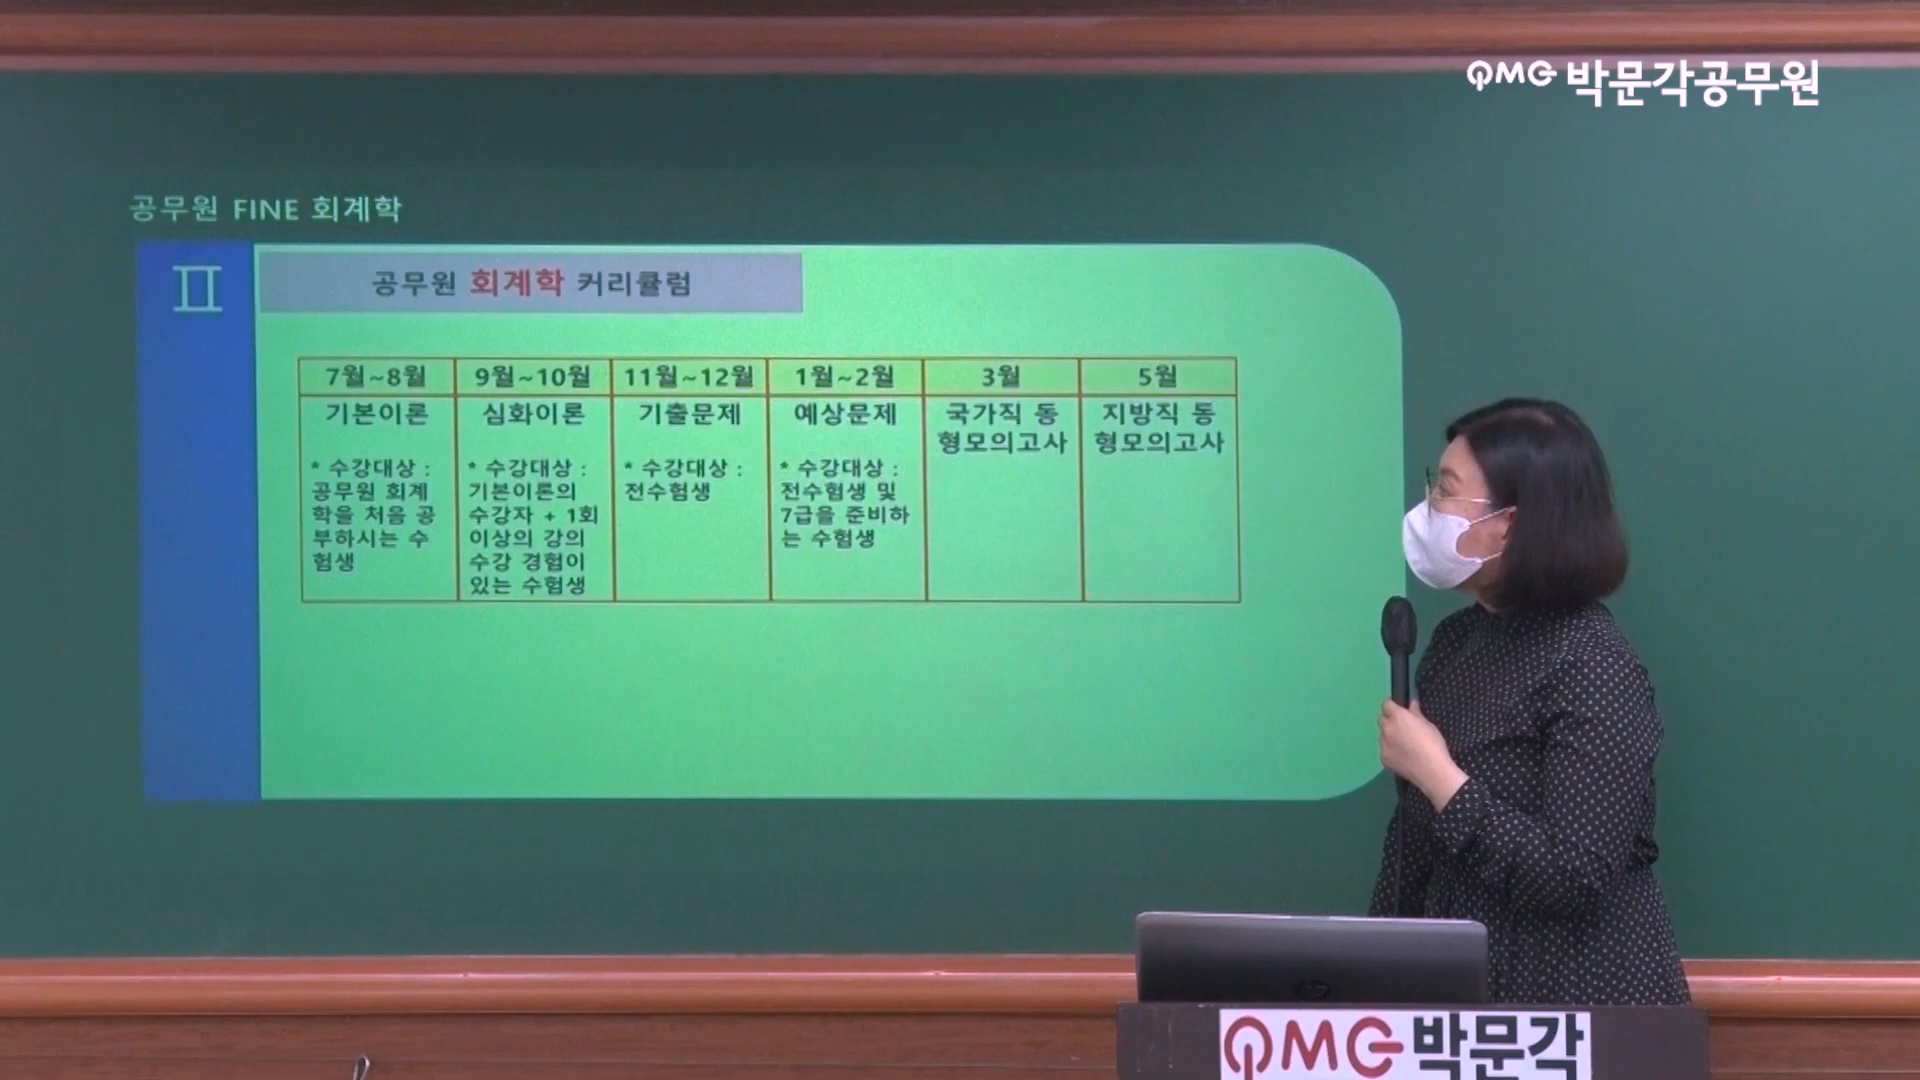 PMG 박문각공무원
공무원 FINE 회계학
II
공무원 회계학 커리큘럼
7월~8월
9월~10월
11월~12월
1월~2월
3월
5월
기본이론
* 수강대상 :
공무원 회계
학을 처음 공
부하시는 수
험생
심화이론
* 수강대상 :
기본이론의
수강자 + 1회
이상의 강의
수강 경험이
있는 수험생
기출문제
* 수강대상 :
전수험생
예상문제
* 수강대상 :
전수험생 및
7급을 준비하
는 수험생
국가직 동
형모의고사
지방직 동
형모의고사
PMG 박문각